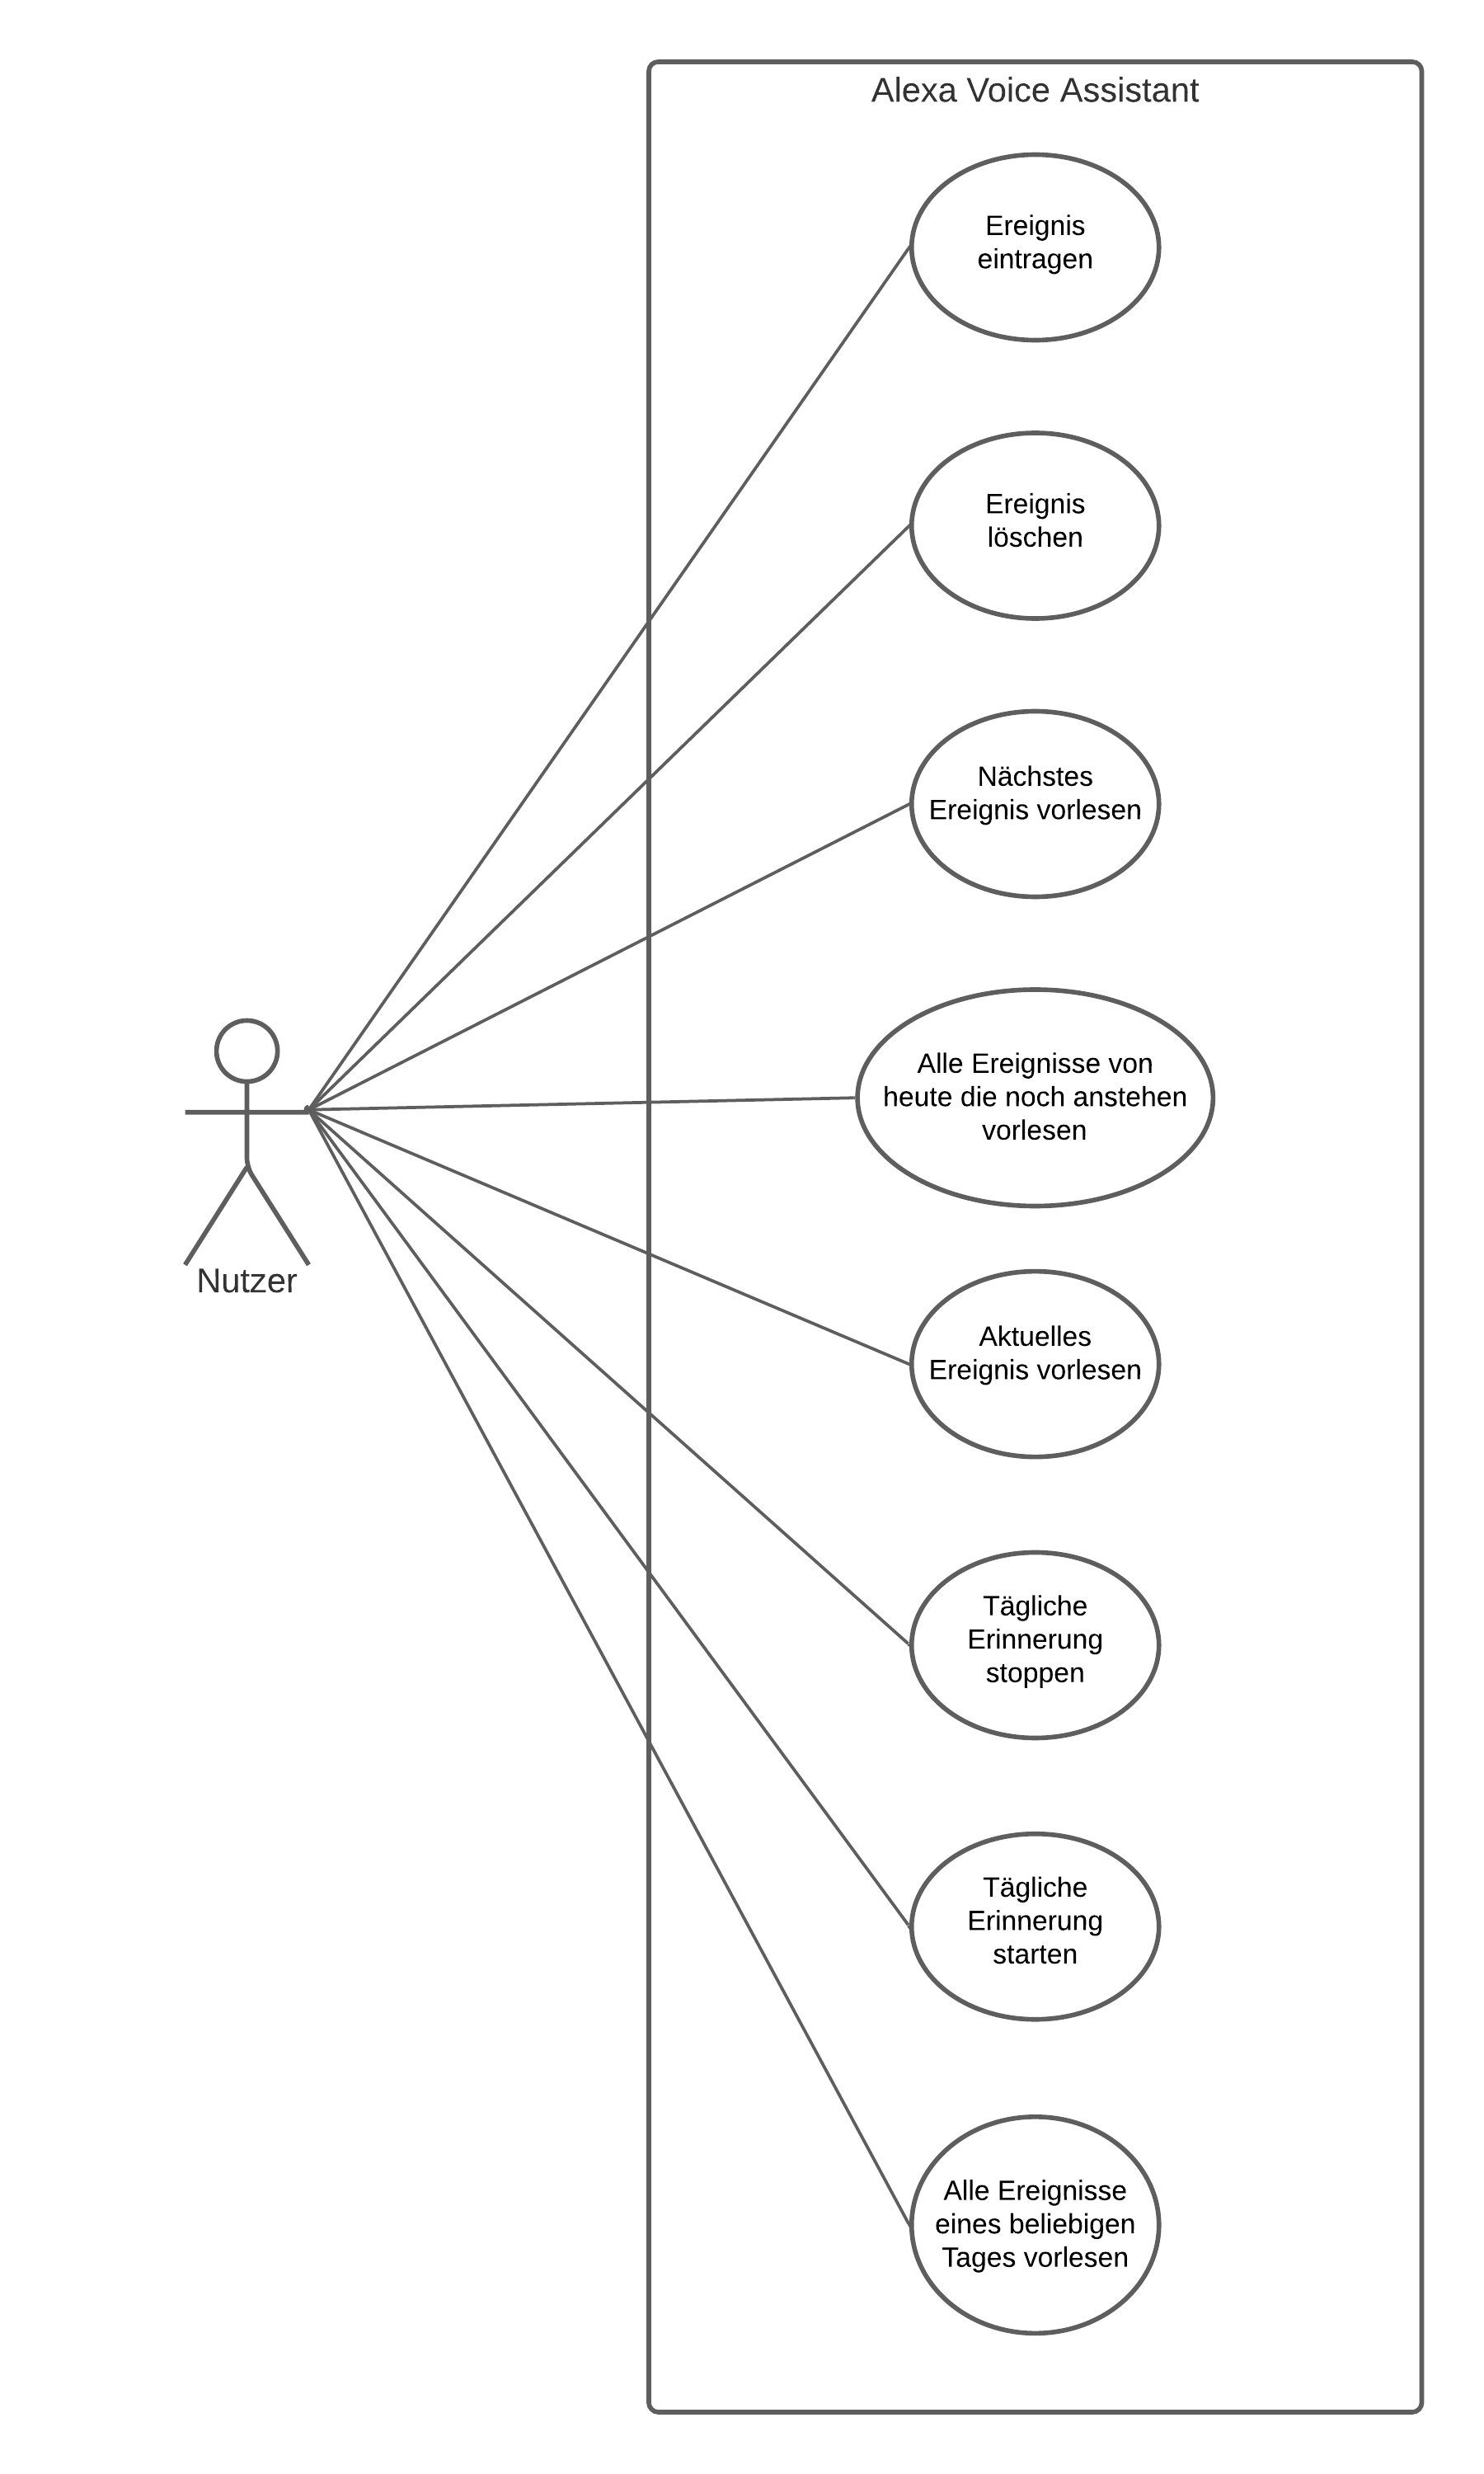 Alexa Voice Assistant
Ereignis
eintragen
Ereignis
löschen
Nächstes
Ereignis vorlesen
Alle Ereignisse von
heute die noch anstehen
vorlesen
Nutzer
Aktuelles
Ereignis vorlesen
Tägliche
Erinnerung
stoppen
Tägliche
Erinnerung
starten
Alle Ereignisse
eines beliebigen
Tages vorlesen